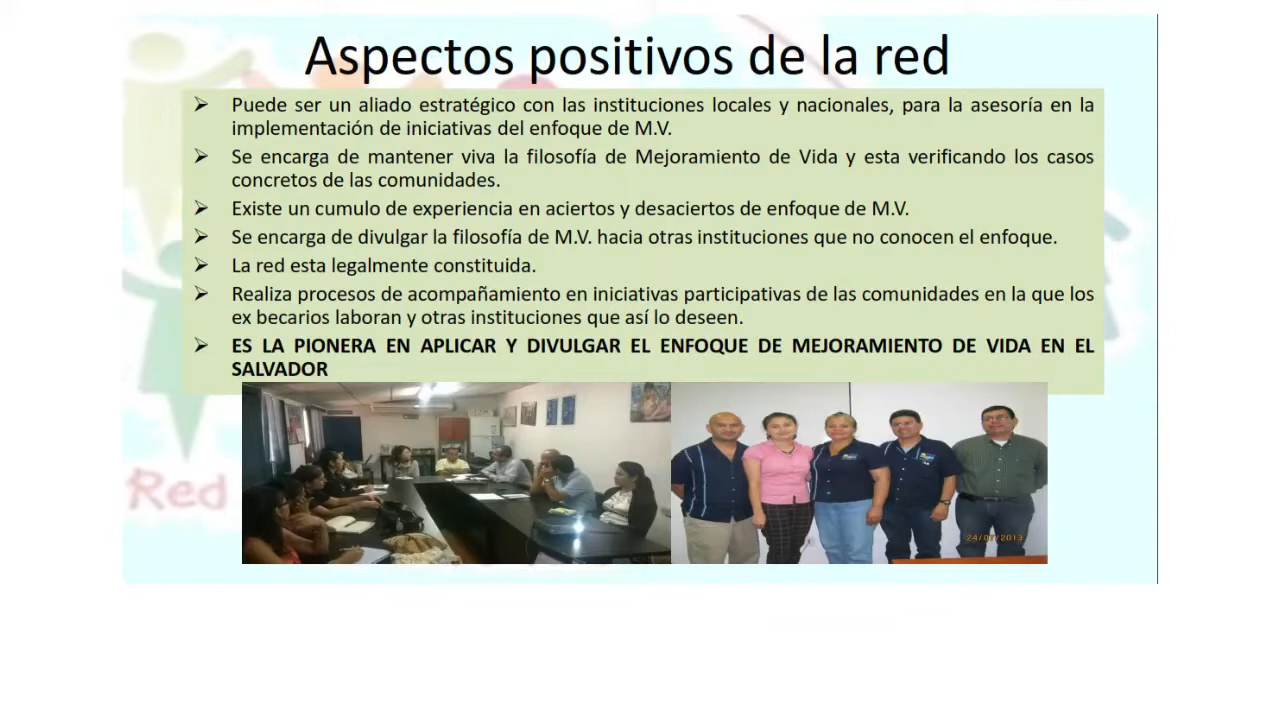 Aspectos positivos de la red
➢ Puede ser un aliado estratégico con las instituciones locales y nacionales, para la asesoría en la
implementación de iniciativas del enfoque de M.V.
➢ Se encarga de mantener viva la filosofía de Mejoramiento de Vida y esta verificando los casos
concretos de las comunidades.
➢ Existe un cumulo de experiencia en aciertos y desaciertos de enfoque de M.V.
➢ Se encarga de divulgar la filosofía de M.V. hacia otras instituciones que no conocen el enfoque.
➢ La red esta legalmente constituida.
➢ Realiza procesos de acompañamiento en iniciativas participativas de las comunidades en la que los
ex becarios laboran y otras instituciones que así lo deseen.
➢ ES LA PIONERA EN APLICAR Y DIVULGAR EL ENFOQUE DE MEJORAMIENTO DE VIDA EN EL
SALVADOR
Red